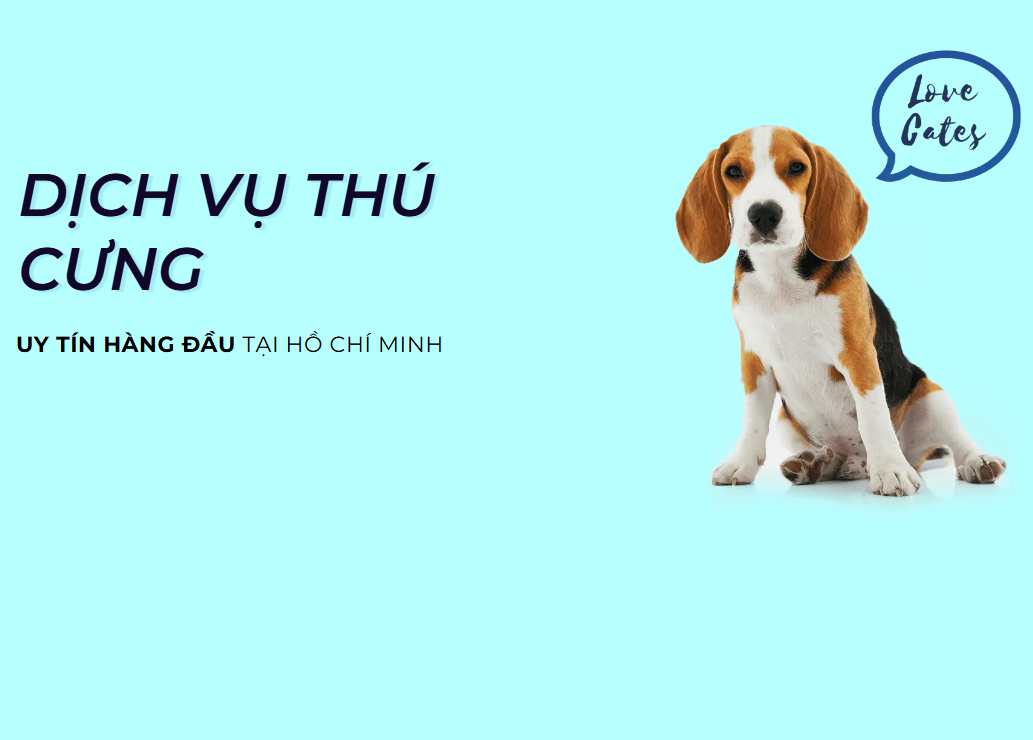 Love
Cates
DỊCH VỤ THÚ
CƯNG
UY TÍN HÀNG ĐẦU TẠI HỒ CHÍ MINH